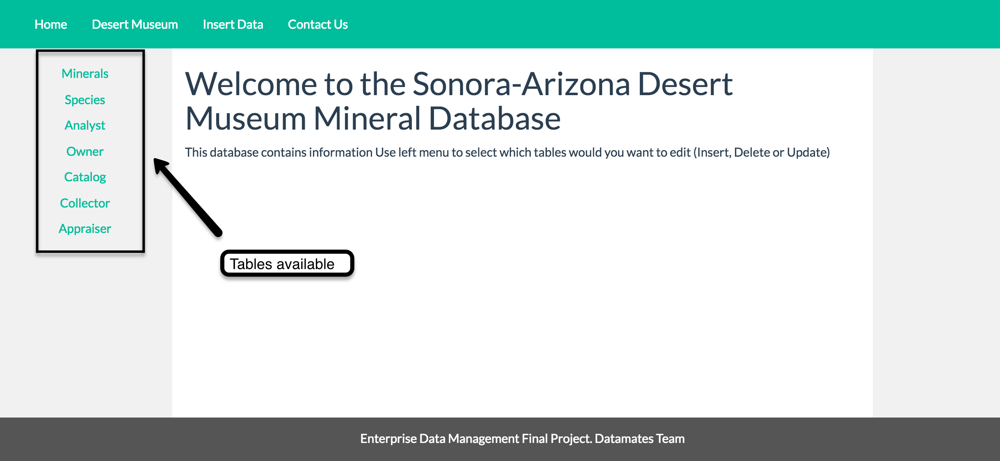 Home Desert Museum Insert Data Contact Us
Minerals
Species
Analyst
Owner
Catalog
Collector
Appraiser
Welcome to the Sonora-Arizona Desert
Museum Mineral Database
This database contains information Use left menu to select which tables would you want to edit (Insert, Delete or Update)
Tables available
Enterprise Data Management Final Project. Datamates Team